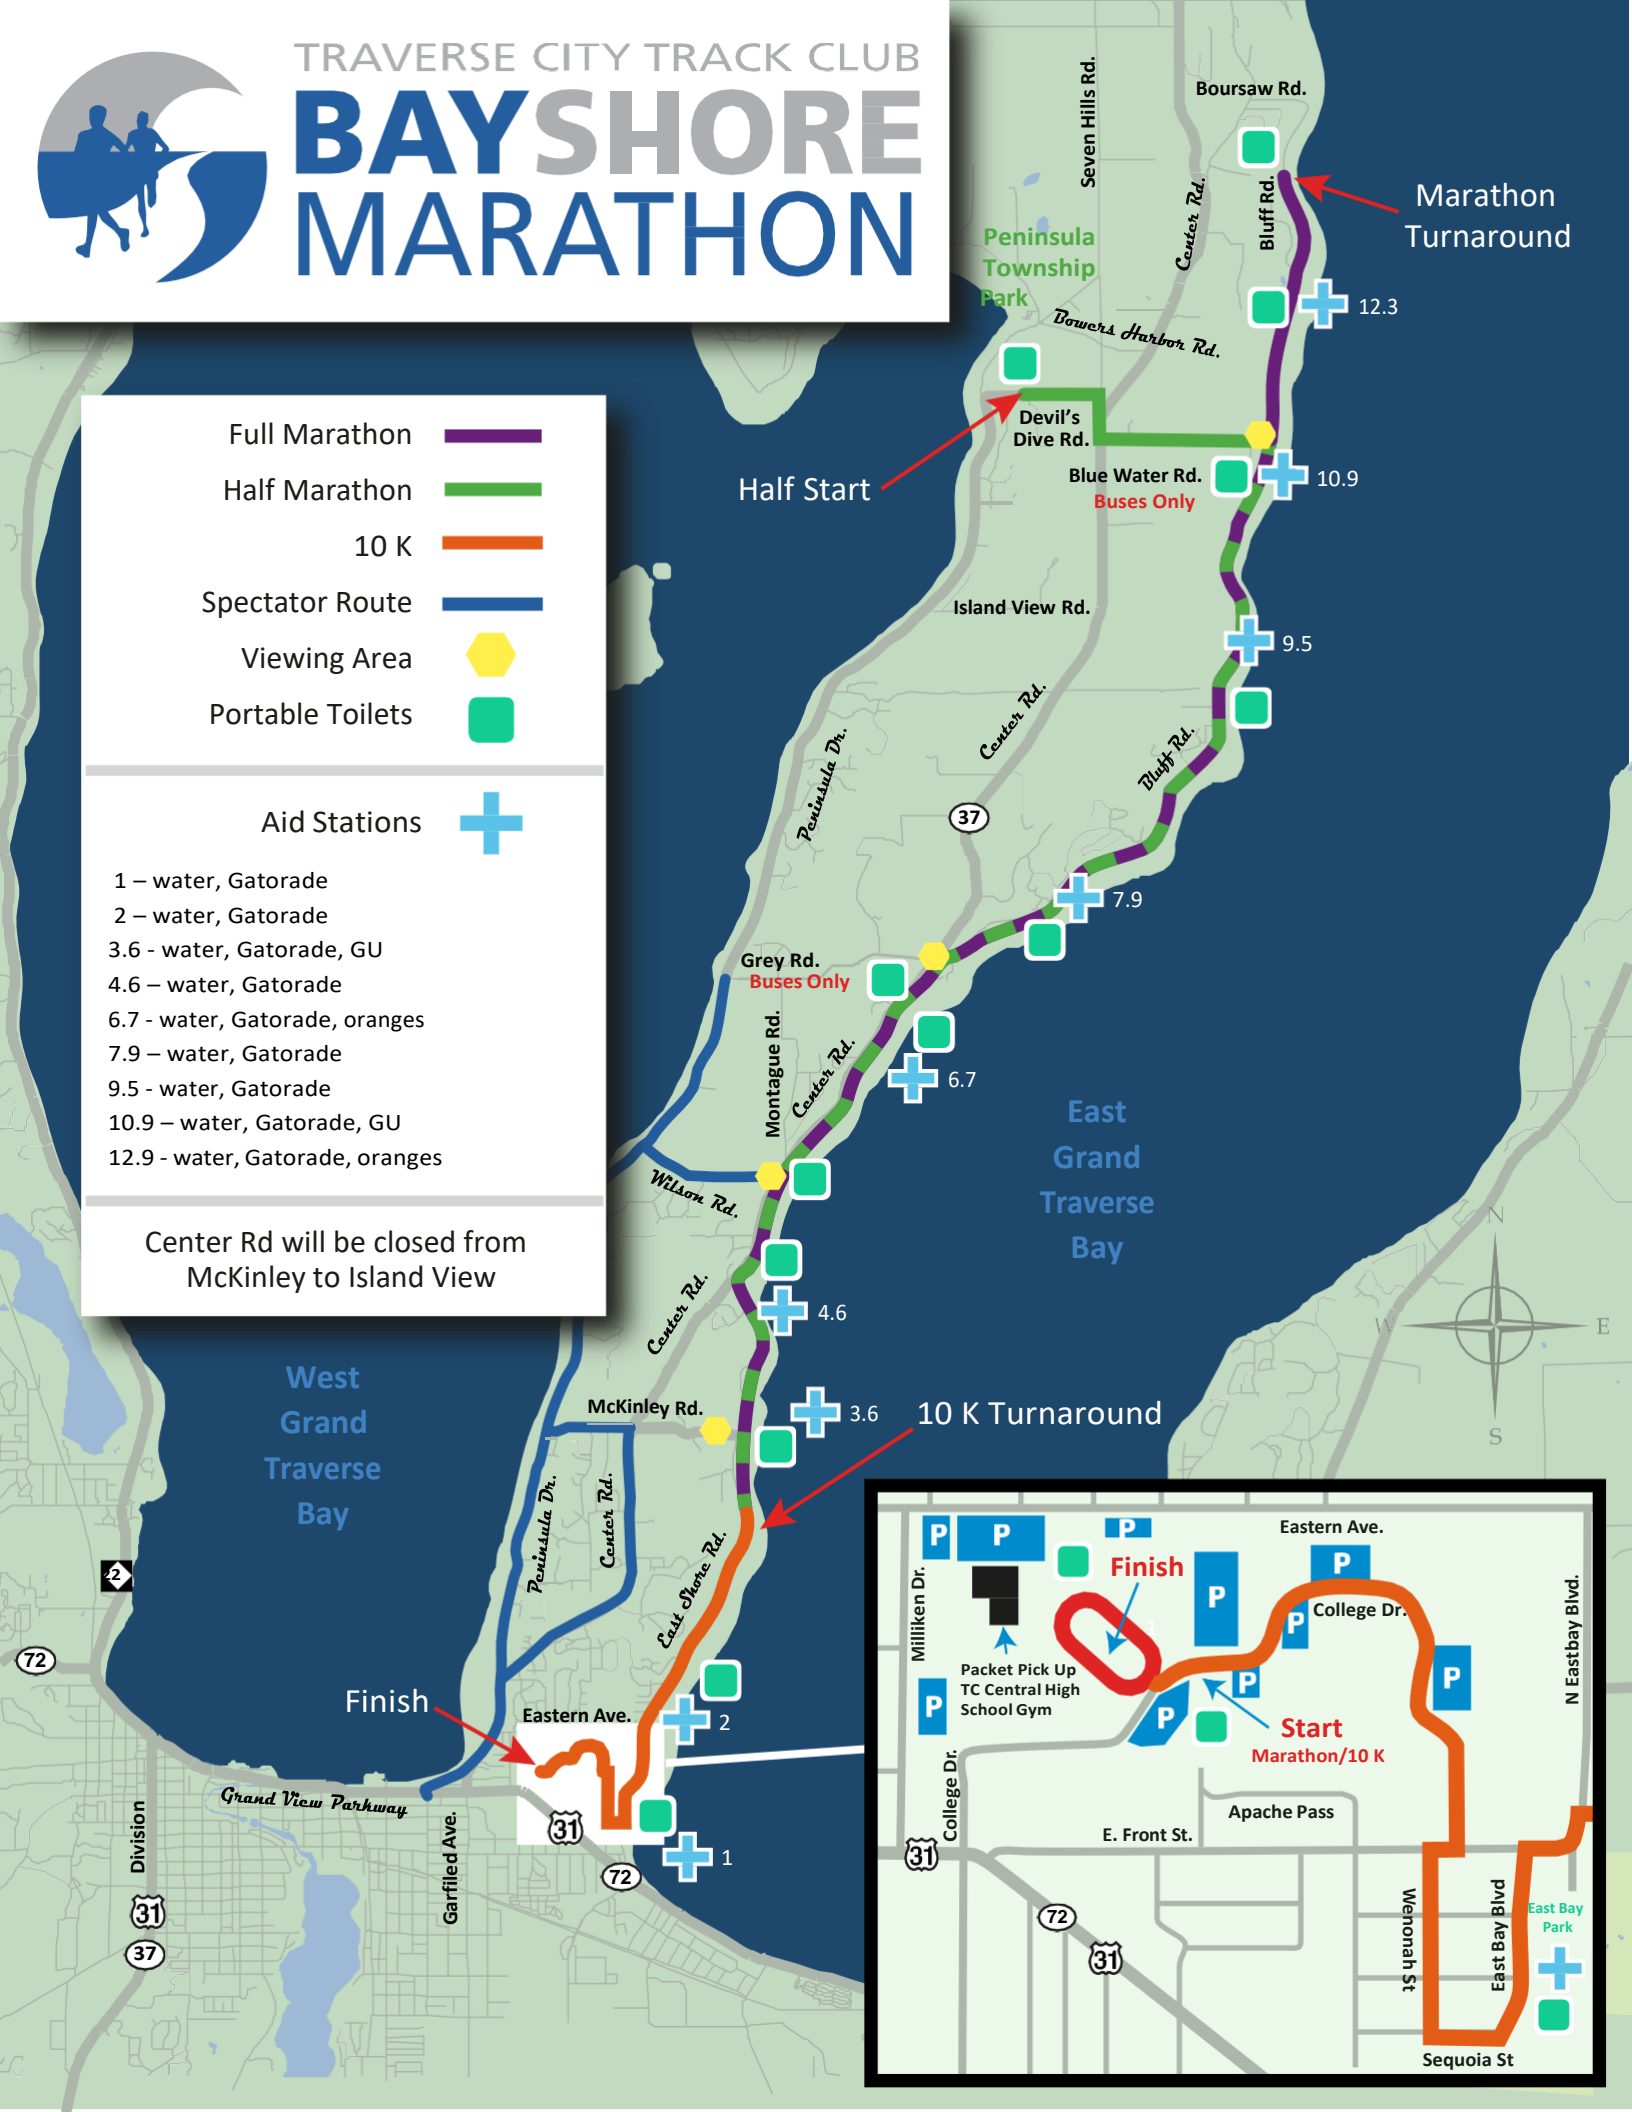 TRAVERSE CITY TRACK CLUB
BAYSHORE
MARATHON
Full Marathon
Half Marathon
10 K
Spectator Route
Viewing Area
Portable Toilets
Aid Stations
1 – water, Gatorade
2 – water, Gatorade
3.6 - water, Gatorade, GU
4.6 – water, Gatorade
6.7 - water, Gatorade, oranges
7.9 – water, Gatorade
9.5 - water, Gatorade
10.9 – water, Gatorade, GU
12.9 - water, Gatorade, oranges
Center Rd will be closed from
McKinley to Island View
Seven Hills Rd.
Boursaw Rd.
Center Rd.
Bluff Rd.
Marathon
Turnaround
Peninsula
Township
Park
12.3
Bowers Harbor Rd.
Devil's
Dive Rd.
Half Start
Blue Water Rd.
Buses Only
10.9
Island View Rd.
9.5
Center Rd.
Peninsula Dr.
Bluff Rd.
37
7.9
Grey Rd.
Buses Only
Montague Rd.
Center Rd.
6.7
East
Grand
Traverse
Bay
Wilson Rd.
Center Rd.
4.6
N
W
E
S
West
Grand
Traverse
Bay
McKinley Rd.
3.6
10 K Turnaround
Peninsula Dr.
Center Rd.
East Shore Rd.
22
72
Finish
Eastern Ave.
2
Grand View Parkway
31
72
1
Division
Garfiled Ave.
31
37
Eastern Ave.
P
P
P
P
P
P
P
P
P
P
Finish
1
Milliken Dr.
College Dr.
N Eastbay Blvd.
Packet Pick Up
TC Central High
School Gym
Start
Marathon/10 K
College Dr.
Apache Pass
E. Front St.
31
72
31
Wenonah St
East Bay Blvd
East Bay
Park
Sequoia St